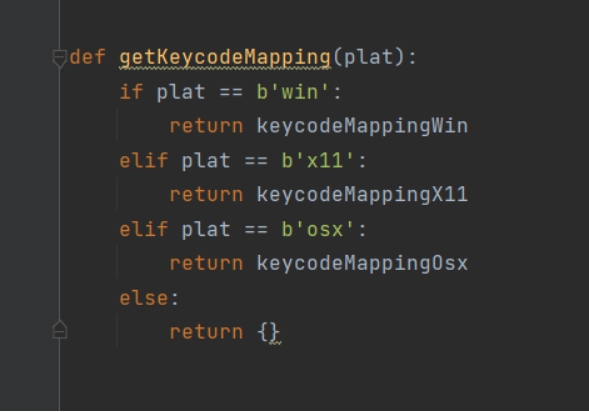 def getKeycodeMapping(plat):
    if plat == b'win':
        return keycodeMappingWin
    elif plat == b'x11':
        return keycodeMappingX11
    elif plat == b'osx':
        return keycodeMappingOsx
    else:
        return {}